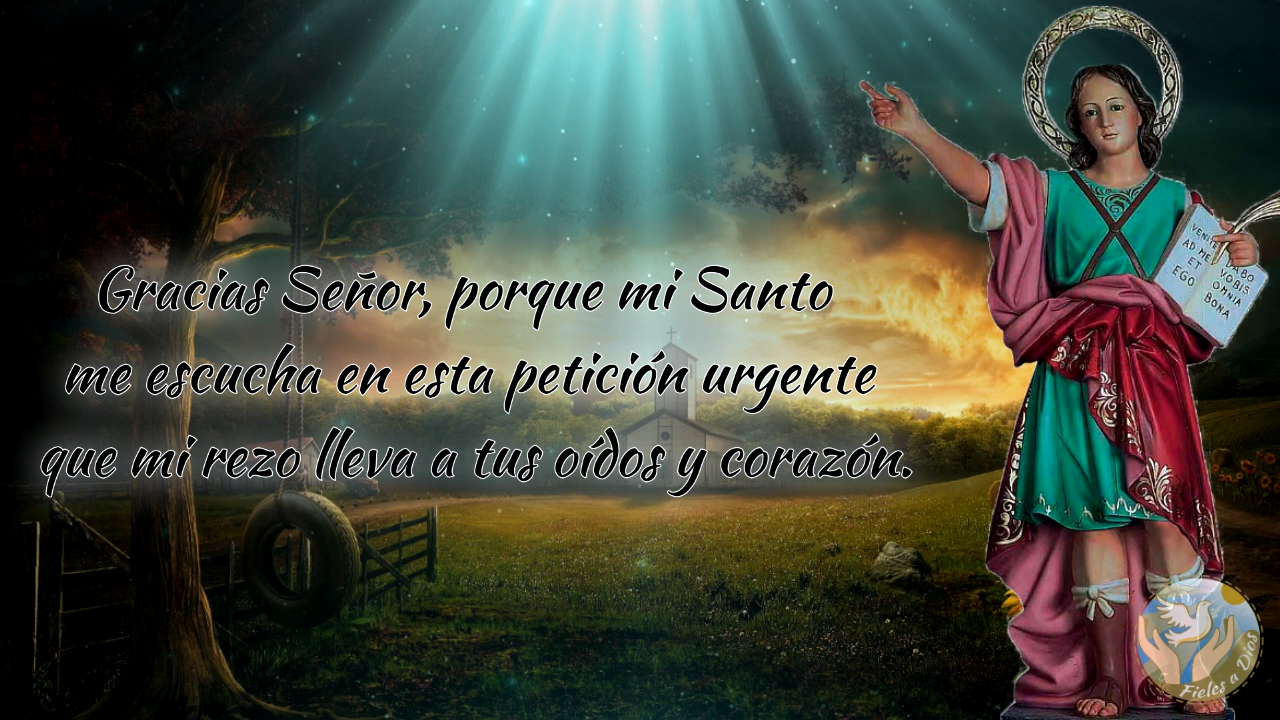 Gracias Señor, porque mi Santo
me escucha en esta petición urgente
que mi rezo lleva a tus oídos y corazón.
VENITE
AD ME
ET
EGO
DABO
VOBIS
OMNIA
BONA
Fieles a Dios